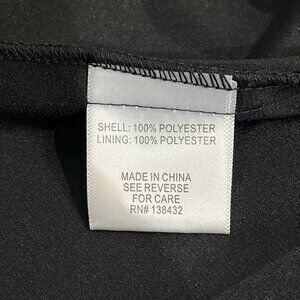 SHELL: 100% POLYESTER
LINING: 100% POLYESTER
MADE IN CHINA
SEE REVERSE
FOR CARE
RN# 138432